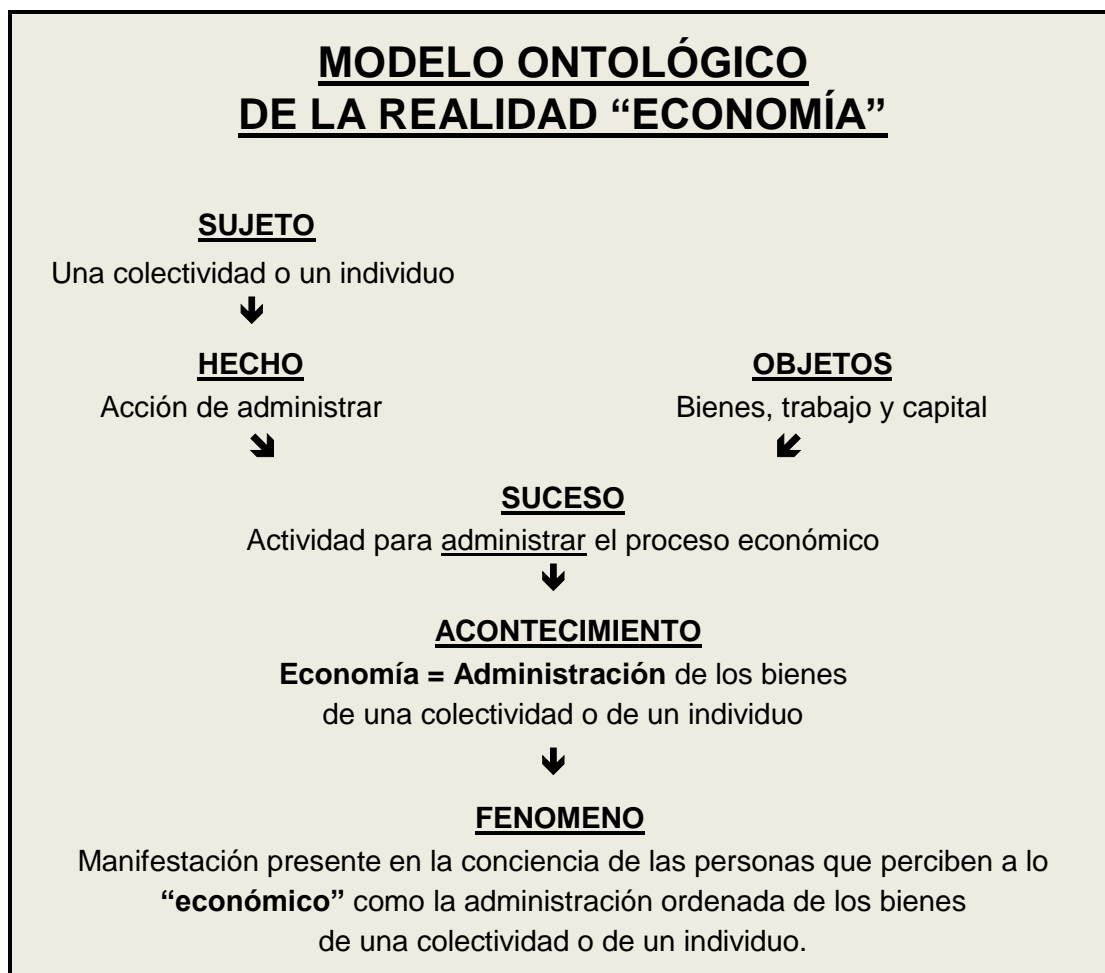 MODELO ONTOLÓGICO
DE LA REALIDAD “ECONOMÍA”
SUJETO
Una colectividad o un individuo
HECHO
Acción de administrar
OBJETOS
Bienes, trabajo y capital
SUCESO
Actividad para administrar el proceso económico
ACONTECIMIENTO
Economía = Administración de los bienes
de una colectividad o de un individuo
FENOMENO
Manifestación presente en la conciencia de las personas que perciben a lo
“económico” como la administración ordenada de los bienes
de una colectividad o de un individuo.